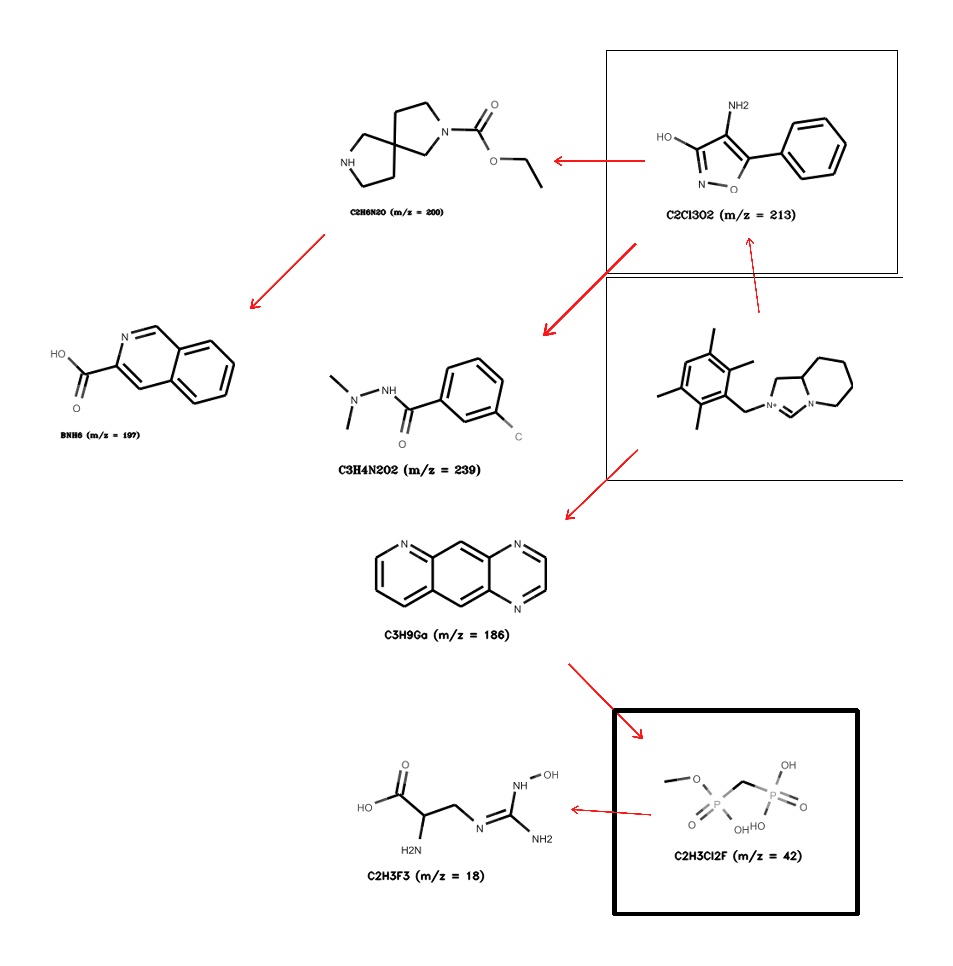 O
N
O
NH
C2H6N2O (m/z = 200)
NH2
HO
N
O
C2Cl3O2 (m/z = 213)
N
HO
O
BNH6 (m/z = 197)
N
NH
O
C
C3H4N2O2 (m/z = 239)
N+
N
N
N
N
C3H9Ga (m/z = 186)
O
HO
H2N
N
NH
OH
NH2
C2H3F3 (m/z = 18)
O
P
O
OH
OH
P
O
HO
C2H3Cl2F (m/z = 42)